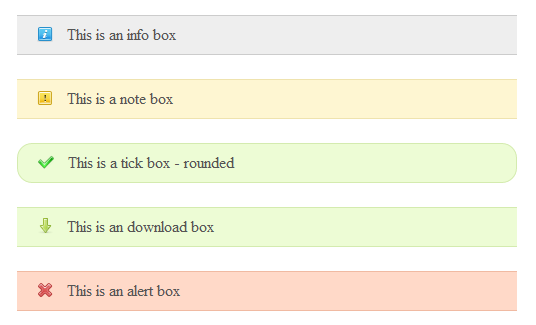 This is an info box
This is a note box
This is a tick box - rounded
This is an download box
This is an alert box